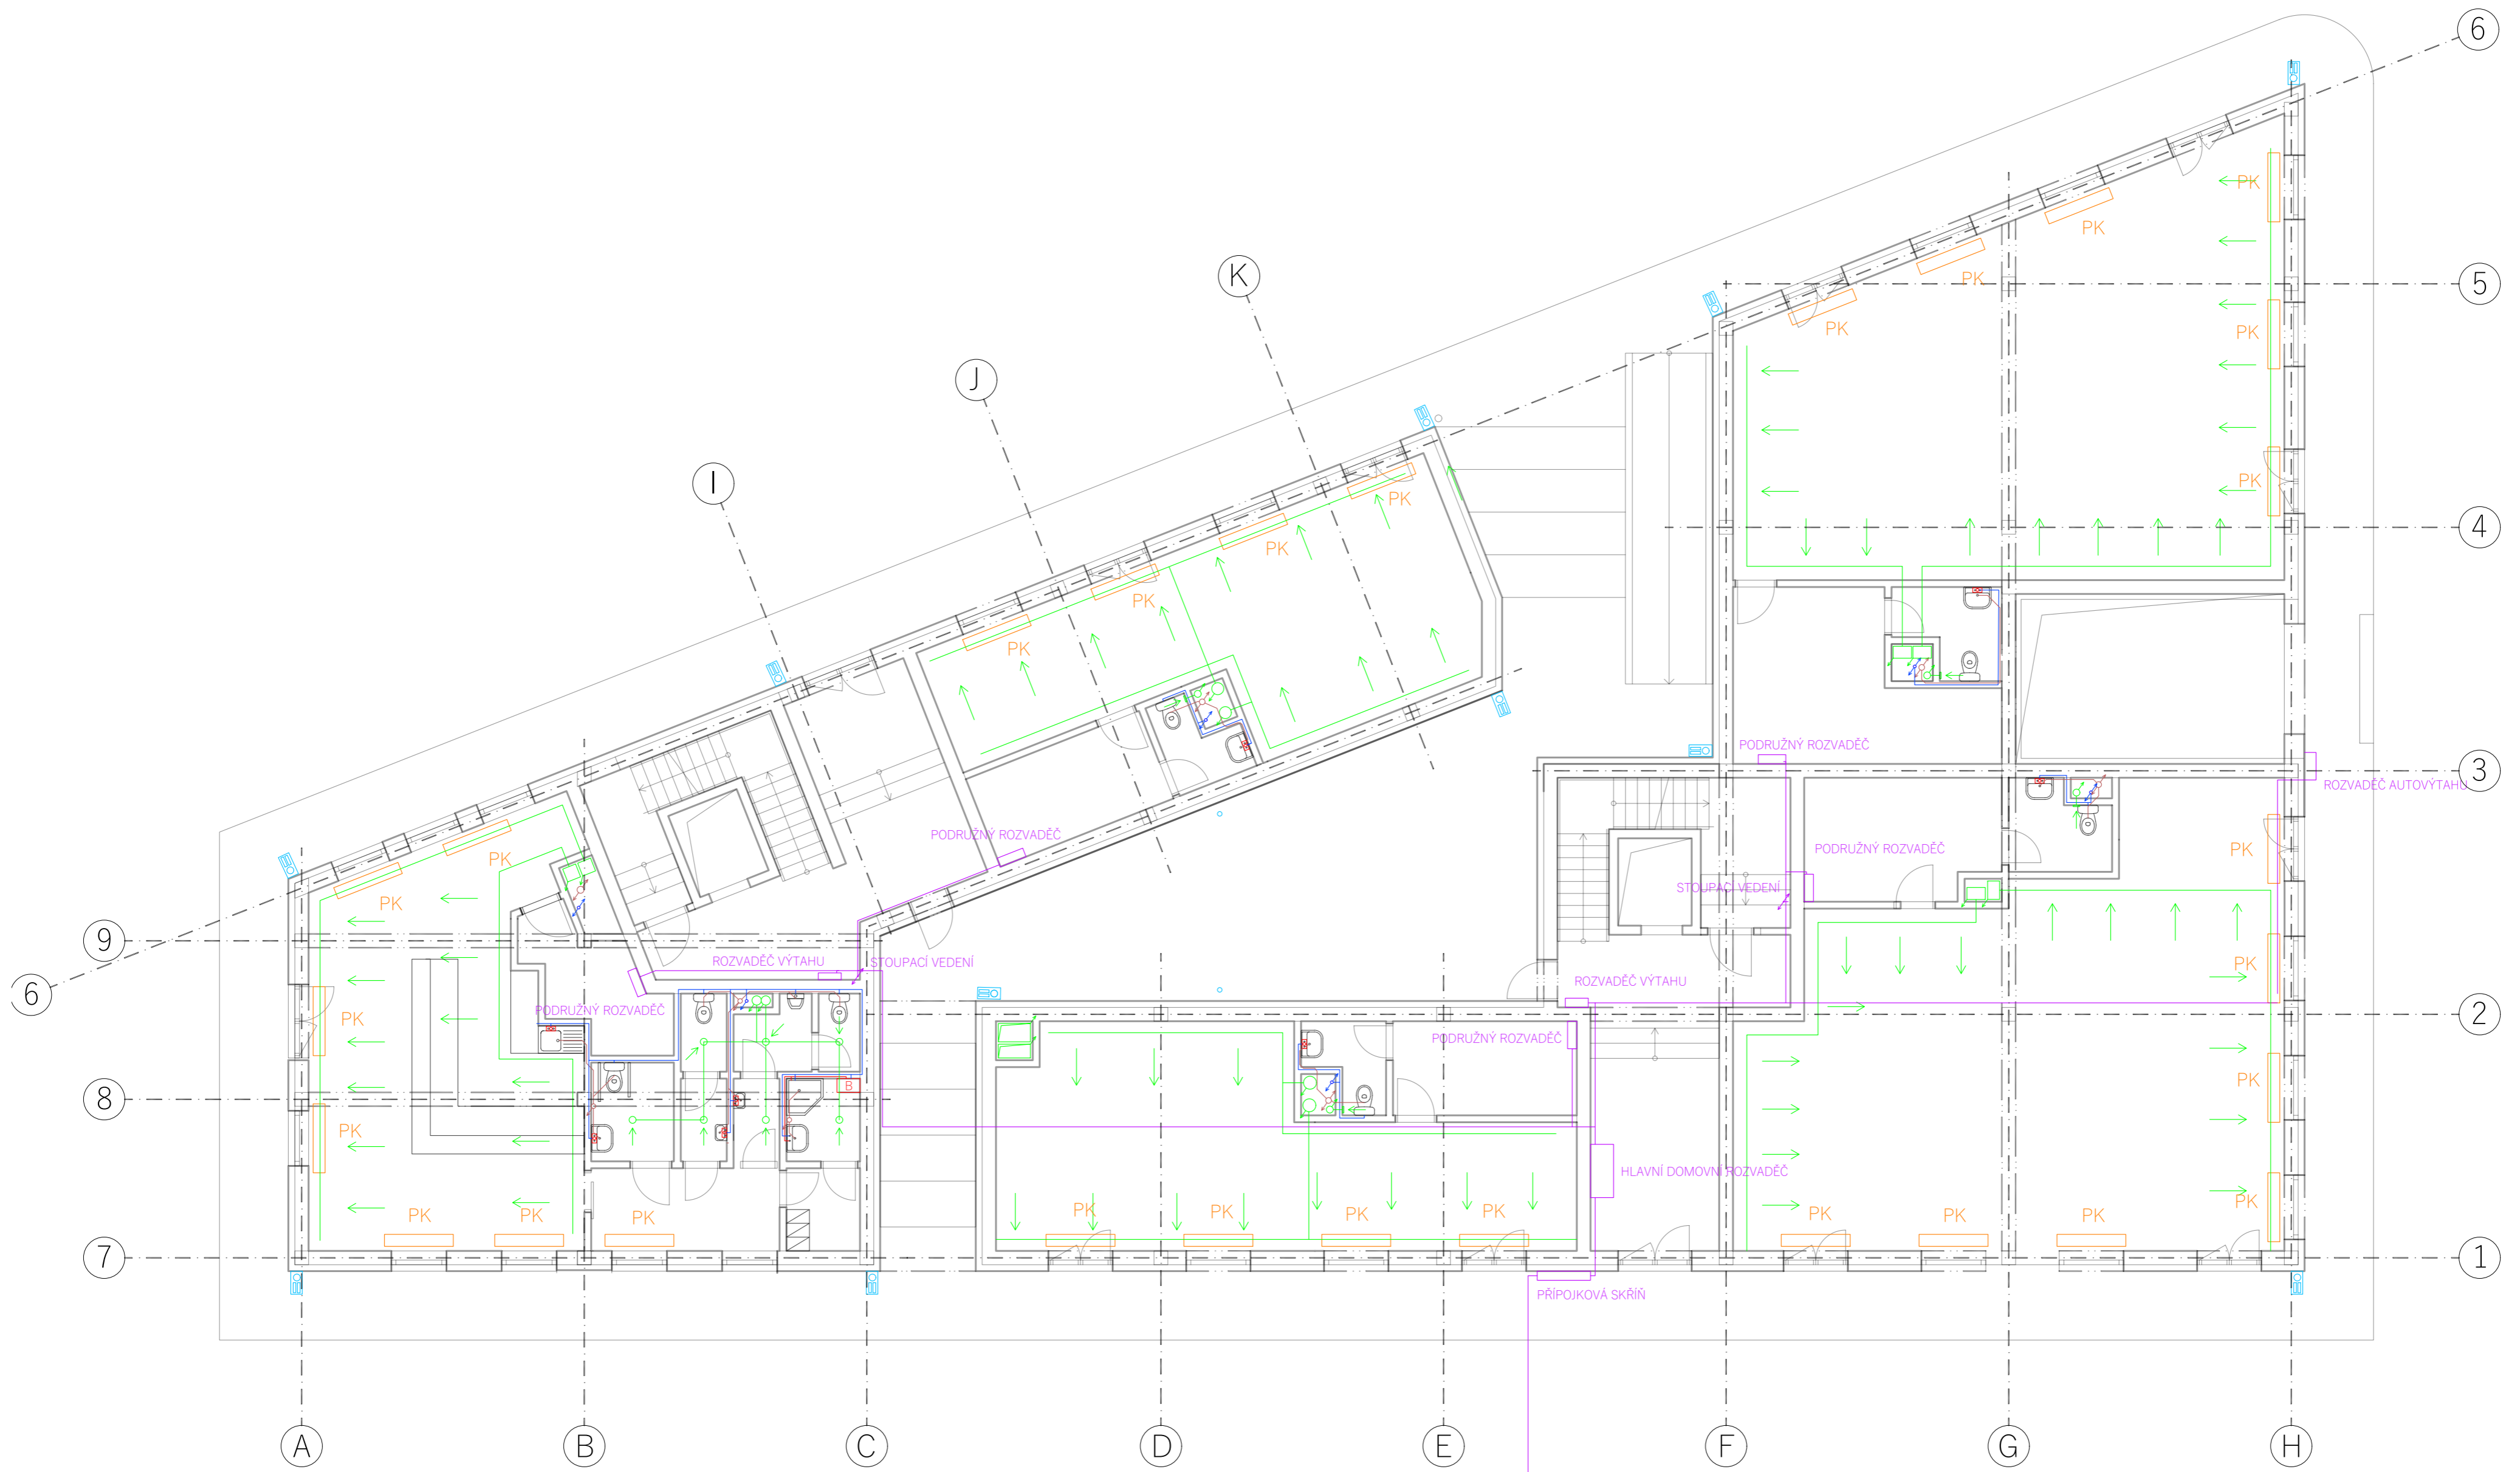 6
PK
PK
K
PK
5
PK
PK
J
PK
I
PK
PK
4
PK
PK
PK
PODRUŽNÝ ROZVADĚČ
3
ROZVADĚČ AUTOVÝTAHU
PODRUŽNÝ ROZVADĚČ
PODRUŽNÝ ROZVADĚČ
PK
PK
STOUPACÍ VEDENÍ
PK
9
ROZVADĚČ VÝTAHU
STOUPACÍ VEDENÍ
PK
6
ROZVADĚČ VÝTAHU
PODRUŽNÝ ROZVADĚČ
PK
2
PODRUŽNÝ ROZVADĚČ
PK
B
8
PK
HLAVNÍ DOMOVNÍ ROZVADĚČ
PK
PK
PK
PK
PK
PK
PK
PK
PK
PK
PK
7
1
PŘÍPOJKOVÁ SKŘÍŇ
A
B
C
D
E
F
G
H